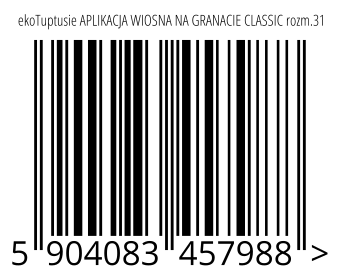 ekoTuptusie APLIKACJA WIOSNA NA GRANACIE CLASSIC rozm.31
5 904083 457988 >